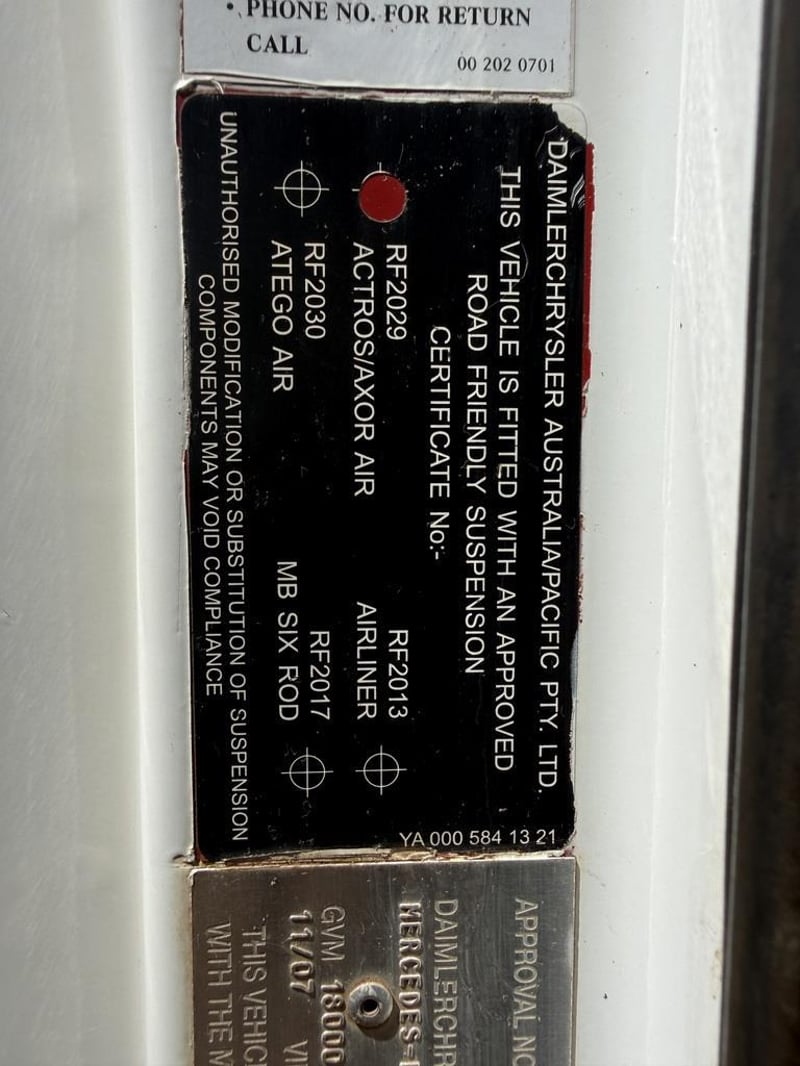 • PHONE NO. FOR RETURN
CALL
00 202 0701
DAIMLERCHRYSLER AUSTRALIA/PACIFIC PTY. LTD.
THIS VEHICLE IS FITTED WITH AN APPROVED
ROAD FRIENDLY SUSPENSION
CERTIFICATE No:-
RF2029
ACTROS/AXOR AIR
RF2013
AIRLINER
RF2030
ATEGO AIR
RF2017
MB SIX ROD
UNAUTHORISED MODIFICATION OR SUBSTITUTION OF SUSPENSION
COMPONENTS MAY VOID COMPLIANCE
YA 000 584 13 21
APPROVAL NO
DAIMLERCHR
MERCEDES-
GVM 18000
11/07 VI
THIS VEHIC
WITH THE M